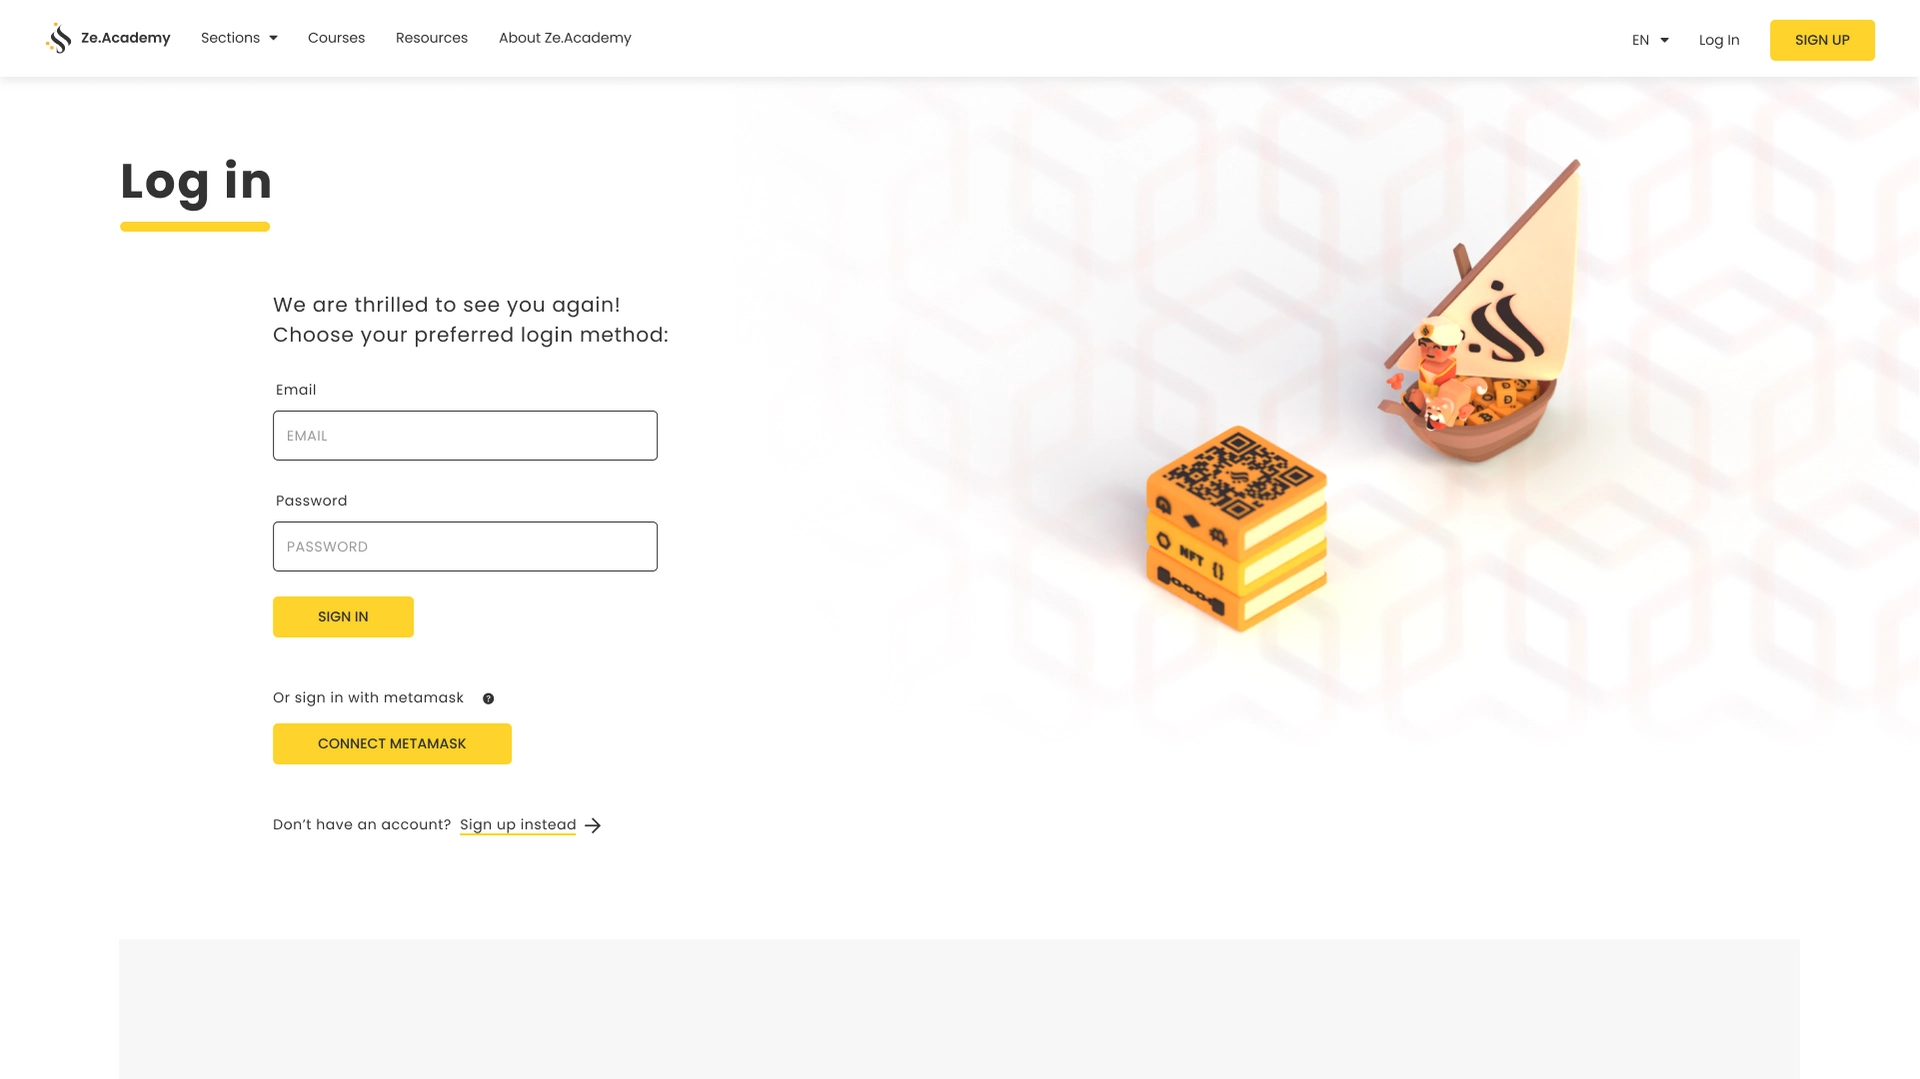 Ze.Academy
Sections
Courses
Resources
About Ze.Academy
EN
Log In
SIGN UP
Log in
We are thrilled to see you again!
Choose your preferred login method:
Email
EMAIL
Password
PASSWORD
SIGN IN
Or sign in with metamask
?
CONNECT METAMASK
Don’t have an account? Sign up instead
NFT {}